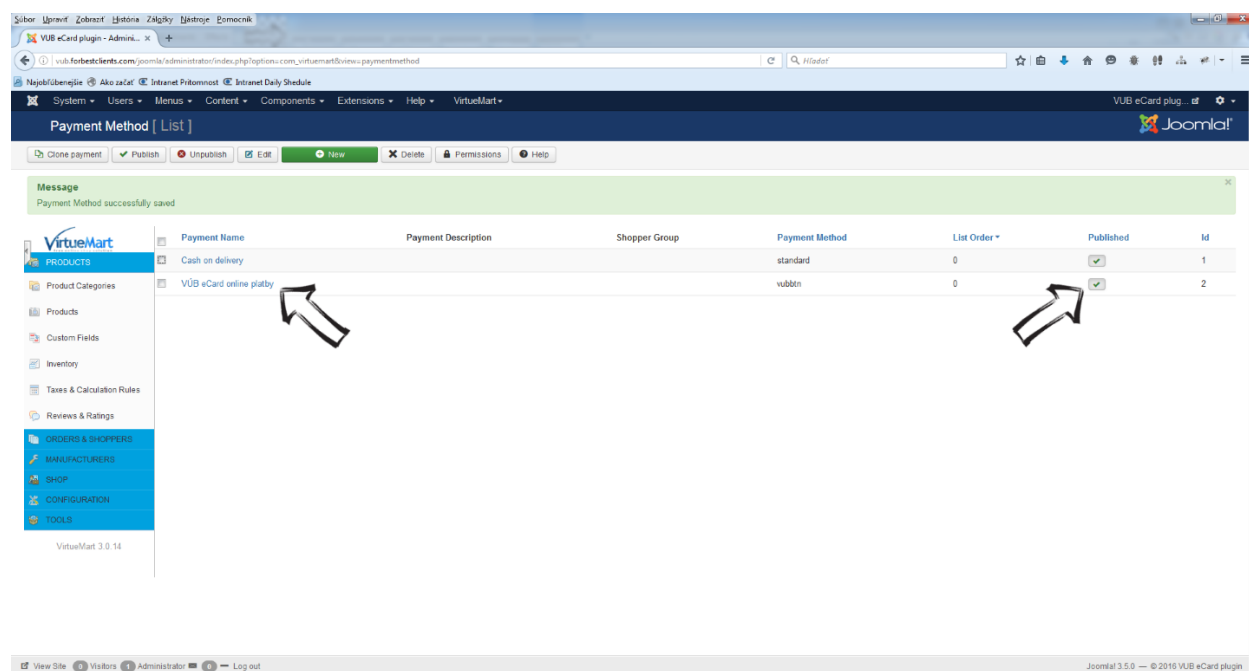 Súbor Upraviť Zobraziť História Záložky Nástroje Pomocník
VUB eCard plugin - Admini... × +
vub.forbestclients.com/joomla/administrator/index.php?option=com_virtuemart&view=paymentmethod Hľadať
Najobľúbenejšie Ako začať Intranet Pritomnost Intranet Daily Shedule
System Users Menus Content Components Extensions Help VirtueMart VUB eCard plug...
Payment Method [ List ] Joomla!
Clone payment Publish Unpublish Edit New Delete Permissions Help
Message
Payment Method successfully saved
VirtueMart
Payment Name Payment Description Shopper Group Payment Method List Order Published Id
PRODUCTS
Cash on delivery standard 0 1
Product Categories
VÚB eCard online platby vubbtn 0 2
Products
Custom Fields
Inventory
Taxes & Calculation Rules
Reviews & Ratings
ORDERS & SHOPPERS
MANUFACTURERS
SHOP
CONFIGURATION
TOOLS
VirtueMart 3.0.14
View Site 0 Visitors 1 Administrator 0 Log out Joomla! 3.5.0 — © 2016 VUB eCard plugin